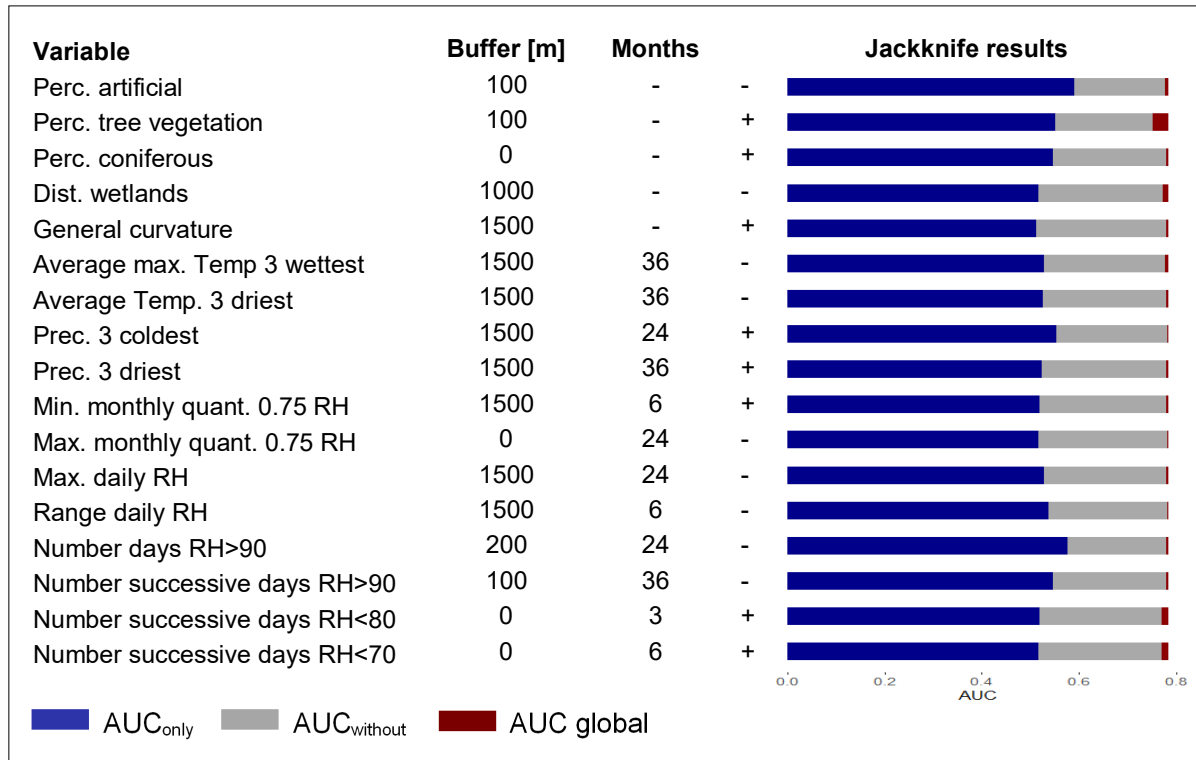 Variable Buffer [m] Months Jackknife results
Perc. artificial 100 - -
Perc. tree vegetation 100 - +
Perc. coniferous 0 - +
Dist. wetlands 1000 - -
General curvature 1500 - +
Average max. Temp 3 wettest 1500 36 -
Average Temp. 3 driest 1500 36 -
Prec. 3 coldest 1500 24 +
Prec. 3 driest 1500 36 +
Min. monthly quant. 0.75 RH 1500 6 +
Max. monthly quant. 0.75 RH 0 24 -
Max. daily RH 1500 24 -
Range daily RH 1500 6 -
Number days RH>90 200 24 -
Number successive days RH>90 100 36 -
Number successive days RH<80 0 3 +
Number successive days RH<70 0 6 +
0.0 0.2 0.4 0.6 0.8
AUC
AUConly AUCwithout AUC global